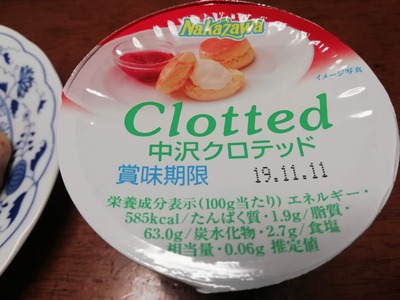 Nakazawa
イメージ写真
Clotted
中沢クロテッド
賞味期限 19.11.11
栄養成分表示(100g当たり) エネルギー・
585kcal/たんぱく質・1.9g/脂質・
63.0g/炭水化物・2.7g/食塩
相当量・0.06g 推定値